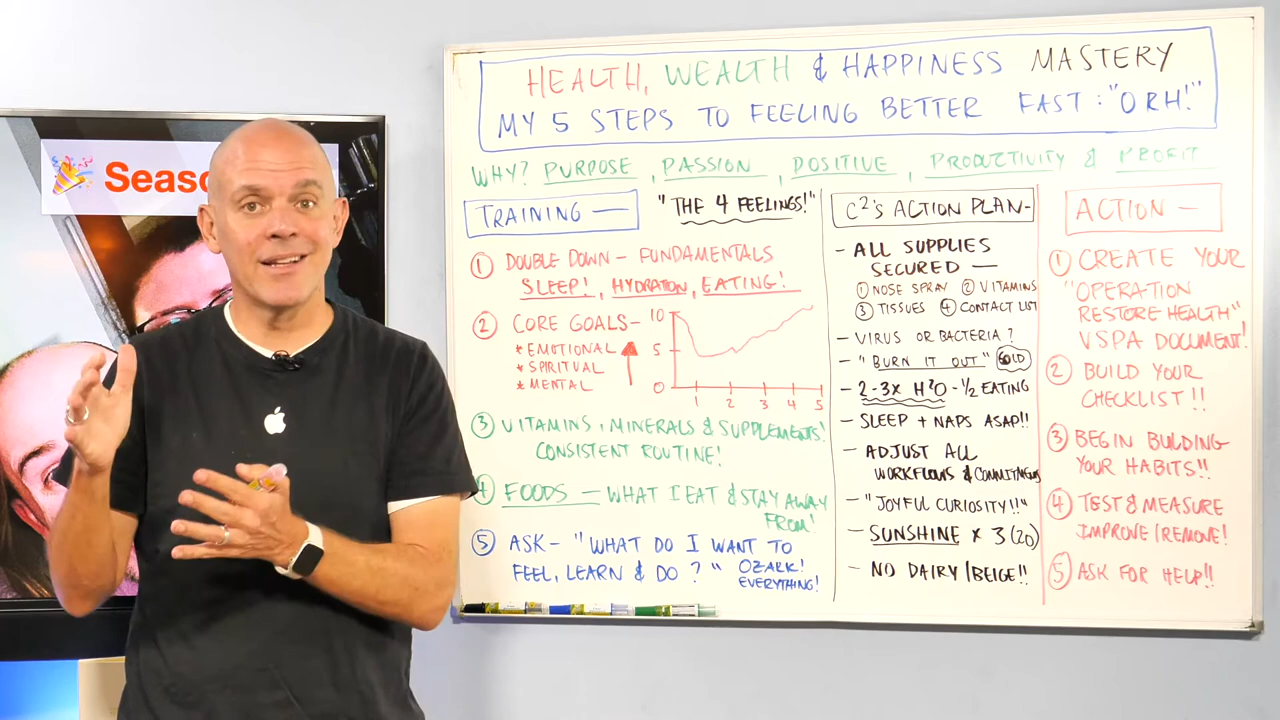 Seas
HEALTH, WEALTH & HAPPINESS MASTERY
MY 5 STEPS TO FEELING BETTER FAST: "ORH!"
WHY? PURPOSE, PASSION, POSITIVE, PRODUCTIVITY & PROFIT
TRAINING —
"THE 4 FEELINGS!"
① DOUBLE DOWN - FUNDAMENTALS
SLEEP!, HYDRATION, EATING!
② CORE GOALS-
* EMOTIONAL
* SPIRITUAL
* MENTAL
10
5
0
1 2 3 4 5
③ VITAMINS, MINERALS & SUPPLEMENTS!
CONSISTENT ROUTINE!
④ FOODS — WHAT I EAT & STAY AWAY
FROM!
⑤ ASK- "WHAT DO I WANT TO
FEEL, LEARN & DO?" OZARK!
EVERYTHING!
C²'S ACTION PLAN-
- ALL SUPPLIES
SECURED —
① NOSE SPRAY ② VITAMINS
③ TISSUES ④ CONTACT LIST
- VIRUS OR BACTERIA?
- "BURN IT OUT" GOLD
- 2-3X H²O - 1/2 EATING
- SLEEP + NAPS ASAP!!
- ADJUST ALL
WORKFLOWS & COMMITMENTS
- "JOYFUL CURIOSITY!!"
- SUNSHINE x 3 (20)
- NO DAIRY/BEIGE!!
ACTION —
① CREATE YOUR
"OPERATION
RESTORE HEALTH"
VSPA DOCUMENT!
② BUILD YOUR
CHECKLIST!!
③ BEGIN BUILDING
YOUR HABITS!!
④ TEST & MEASURE
IMPROVE/REMOVE!
⑤ ASK FOR HELP!!